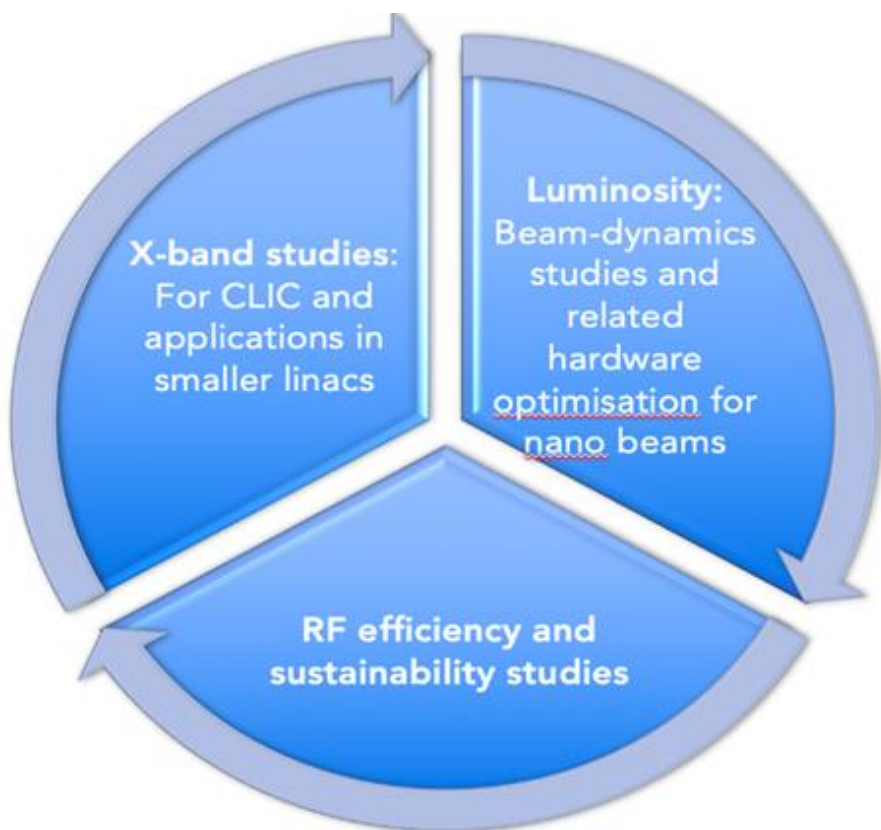 X-band studies:
For CLIC and
applications in
smaller linacs
Luminosity:
Beam-dynamics
studies and
related
hardware
optimisation for
nano beams
RF efficiency and
sustainability studies